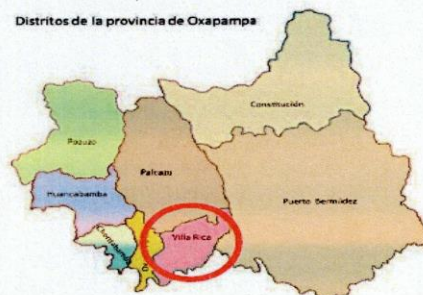 Distritos de la provincia de Oxapampa
Constitución
Pozuzo
Palcazu
Huancabamba
Puerto Bermúdez
Villa Rica